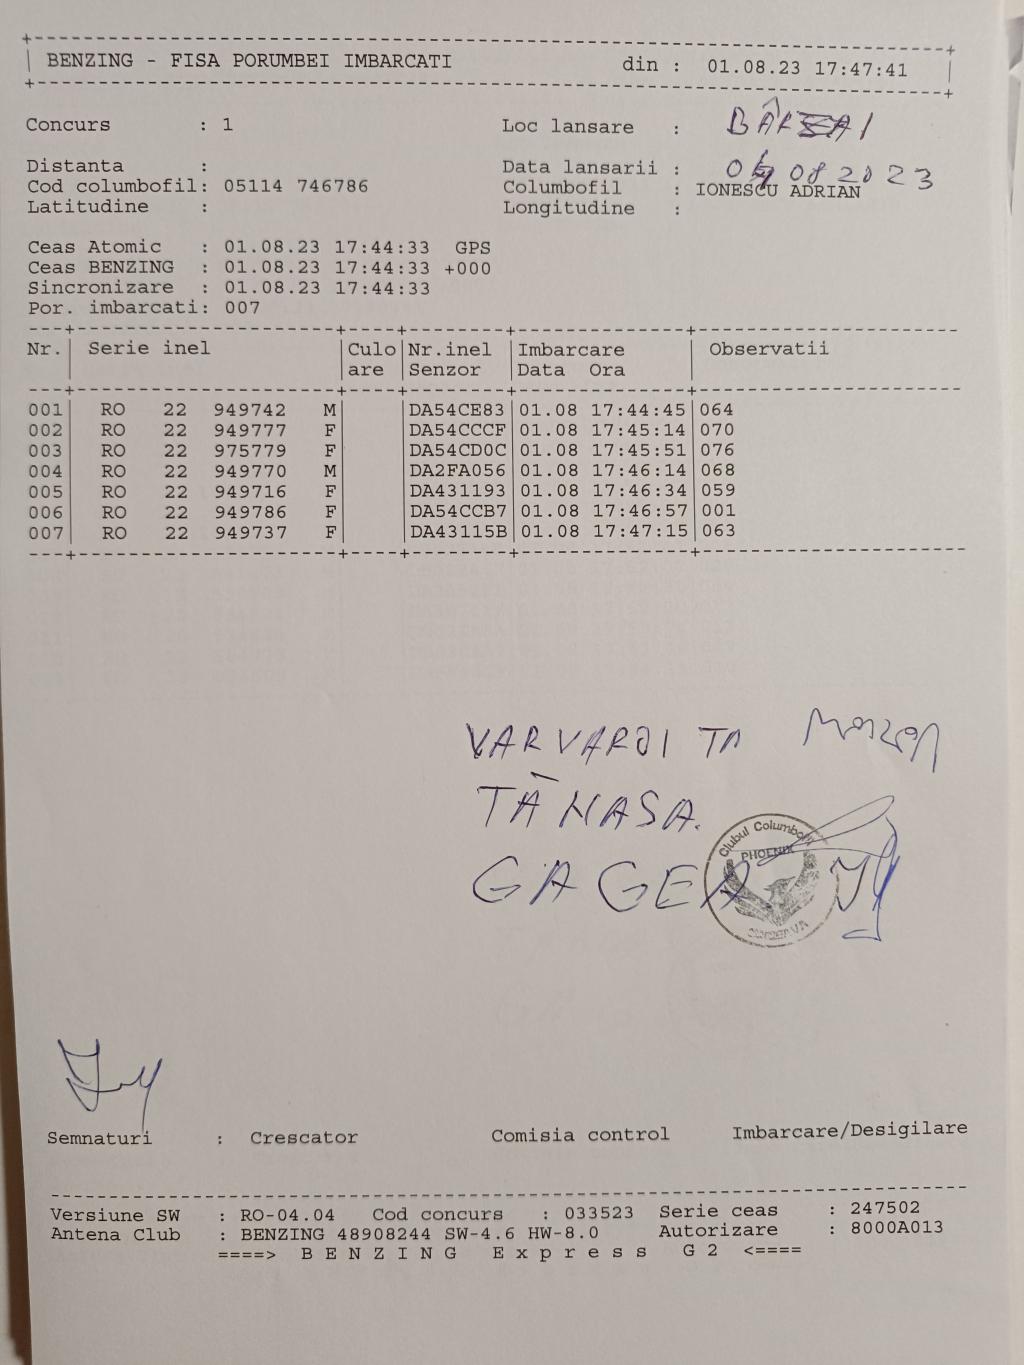 BENZING - FISA PORUMBEI IMBARCATI din : 01.08.23 17:47:41
Concurs : 1 Loc lansare :
Distanta : Data lansarii : 08 2023
Cod columbofil: 05114 746786 Columbofil : IONESCU ADRIAN
Latitudine : Longitudine :
Ceas Atomic : 01.08.23 17:44:33 GPS
Ceas BENZING : 01.08.23 17:44:33 +000
Sincronizare : 01.08.23 17:44:33
Por. imbarcati: 007
Nr. Serie inel Culo Nr.inel Imbarcare Observatii
are Senzor Data Ora
001 RO 22 949742 M DA54CE83 01.08 17:44:45 064
002 RO 22 949777 F DA54CCCF 01.08 17:45:14 070
003 RO 22 975779 F DA54CD0C 01.08 17:45:51 076
004 RO 22 949770 M DA2FA056 01.08 17:46:14 068
005 RO 22 949716 F DA431193 01.08 17:46:34 059
006 RO 22 949786 F DA54CCB7 01.08 17:46:57 001
007 RO 22 949737 F DA43115B 01.08 17:47:15 063
TĂNASA.
GAGEA
Clubul
PHOENIX
Semnaturi : Crescator Comisia control Imbarcare/Desigilare
Versiune SW : RO-04.04 Cod concurs : 033523 Serie ceas : 247502
Antena Club : BENZING 48908244 SW-4.6 HW-8.0 Autorizare : 8000A013
====> B E N Z I N G E x p r e s s G 2 <====